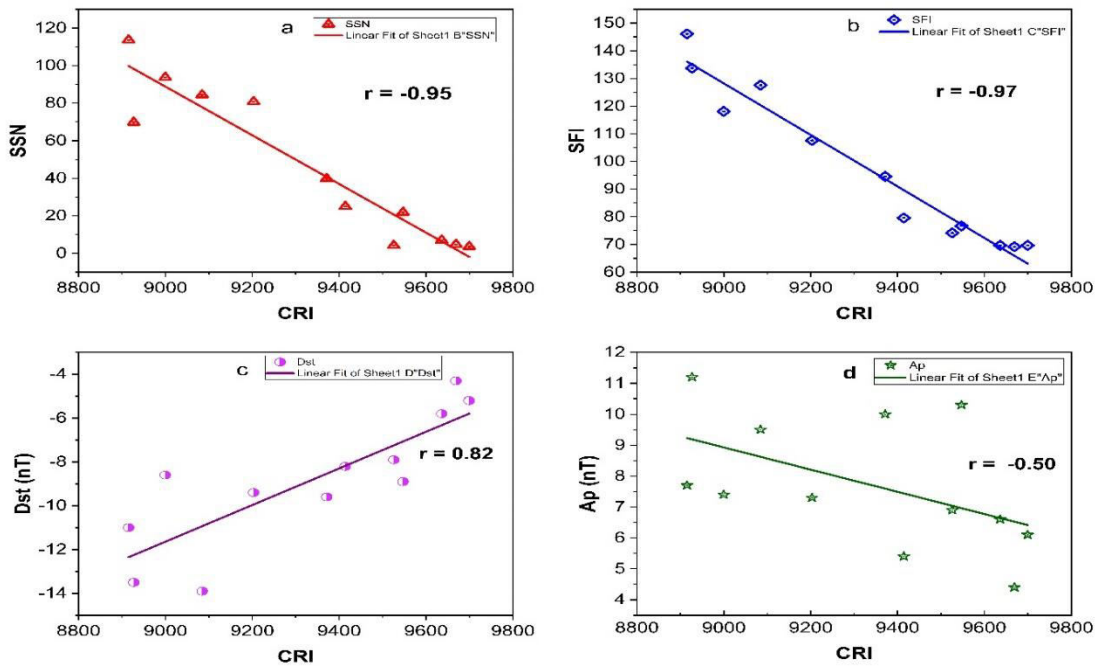 a
SSN
Linear Fit of Sheet1 B"SSN"
r = -0.95
120
100
80
60
40
20
0
SSN
8800 9000 9200 9400 9600 9800
CRI
b
SFI
Linear Fit of Sheet1 C"SFI"
r = -0.97
150
140
130
120
110
100
90
80
70
60
SFI
8800 9000 9200 9400 9600 9800
CRI
c
Dst
Linear Fit of Sheet1 D"Dst"
r = 0.82
-4
-6
-8
-10
-12
-14
Dst (nT)
8800 9000 9200 9400 9600 9800
CRI
d
Ap
Linear Fit of Sheet1 E"Ap"
r = -0.50
12
11
10
9
8
7
6
5
4
Ap (nT)
8800 9000 9200 9400 9600 9800
CRI